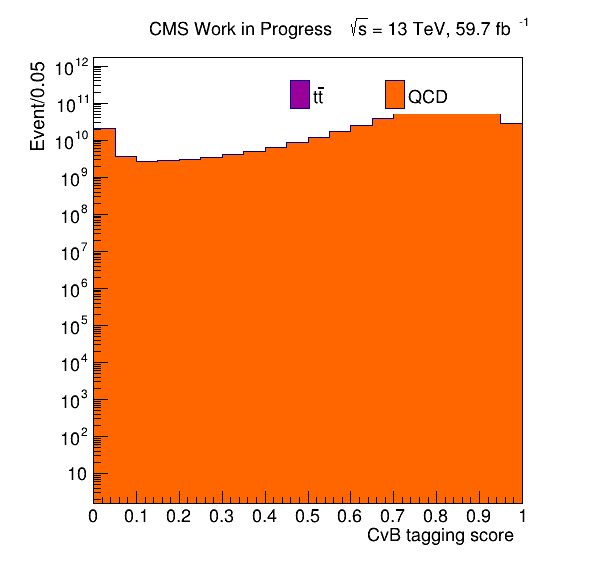 CMS Work in Progress √s = 13 TeV, 59.7 fb⁻¹
Event/0.05
tt̄ QCD
10¹²
10¹¹
10¹⁰
10⁹
10⁸
10⁷
10⁶
10⁵
10⁴
10³
10²
10
0 0.1 0.2 0.3 0.4 0.5 0.6 0.7 0.8 0.9 1
CvB tagging score